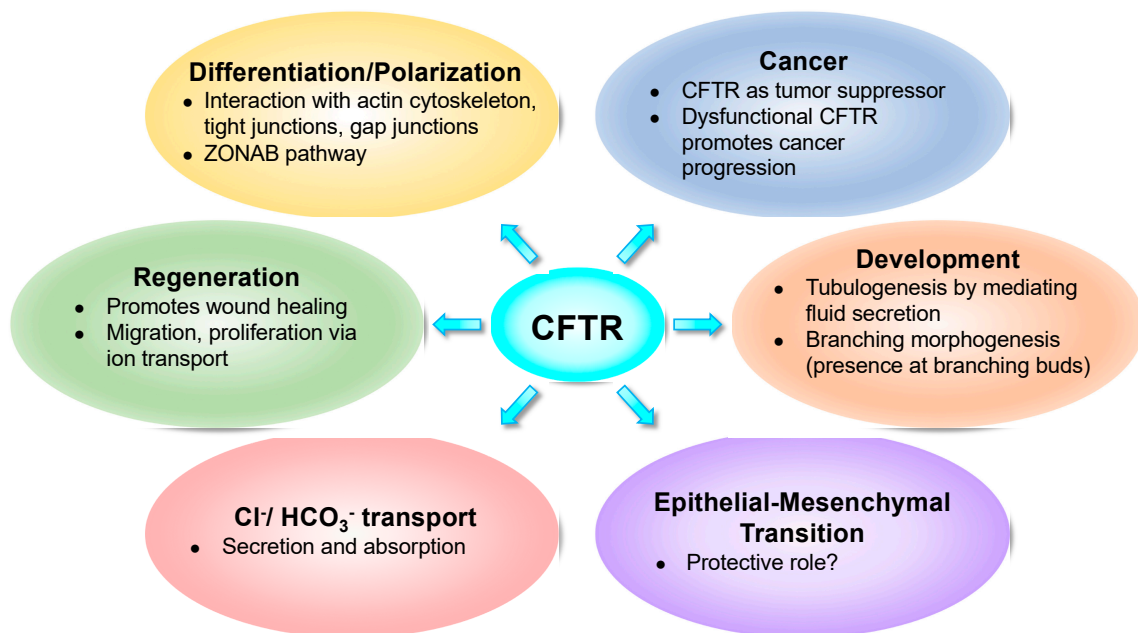 Differentiation/Polarization
• Interaction with actin cytoskeleton,
tight junctions, gap junctions
• ZONAB pathway
Cancer
• CFTR as tumor suppressor
• Dysfunctional CFTR
promotes cancer
progression
Regeneration
• Promotes wound healing
• Migration, proliferation via
ion transport
CFTR
Development
• Tubulogenesis by mediating
fluid secretion
• Branching morphogenesis
(presence at branching buds)
Cl⁻/ HCO₃⁻ transport
• Secretion and absorption
Epithelial-Mesenchymal
Transition
• Protective role?